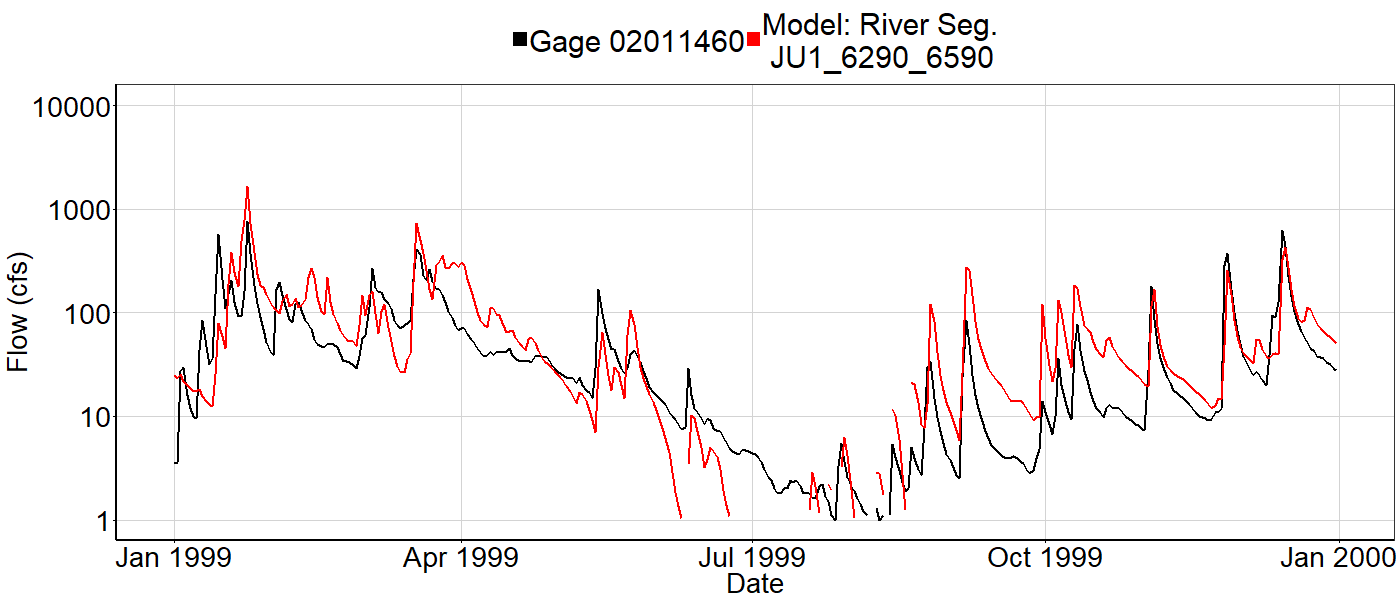 Gage 02011460
Model: River Seg.
JU1_6290_6590
Flow (cfs)
10000
1000
100
10
1
Jan 1999
Apr 1999
Jul 1999
Oct 1999
Jan 2000
Date